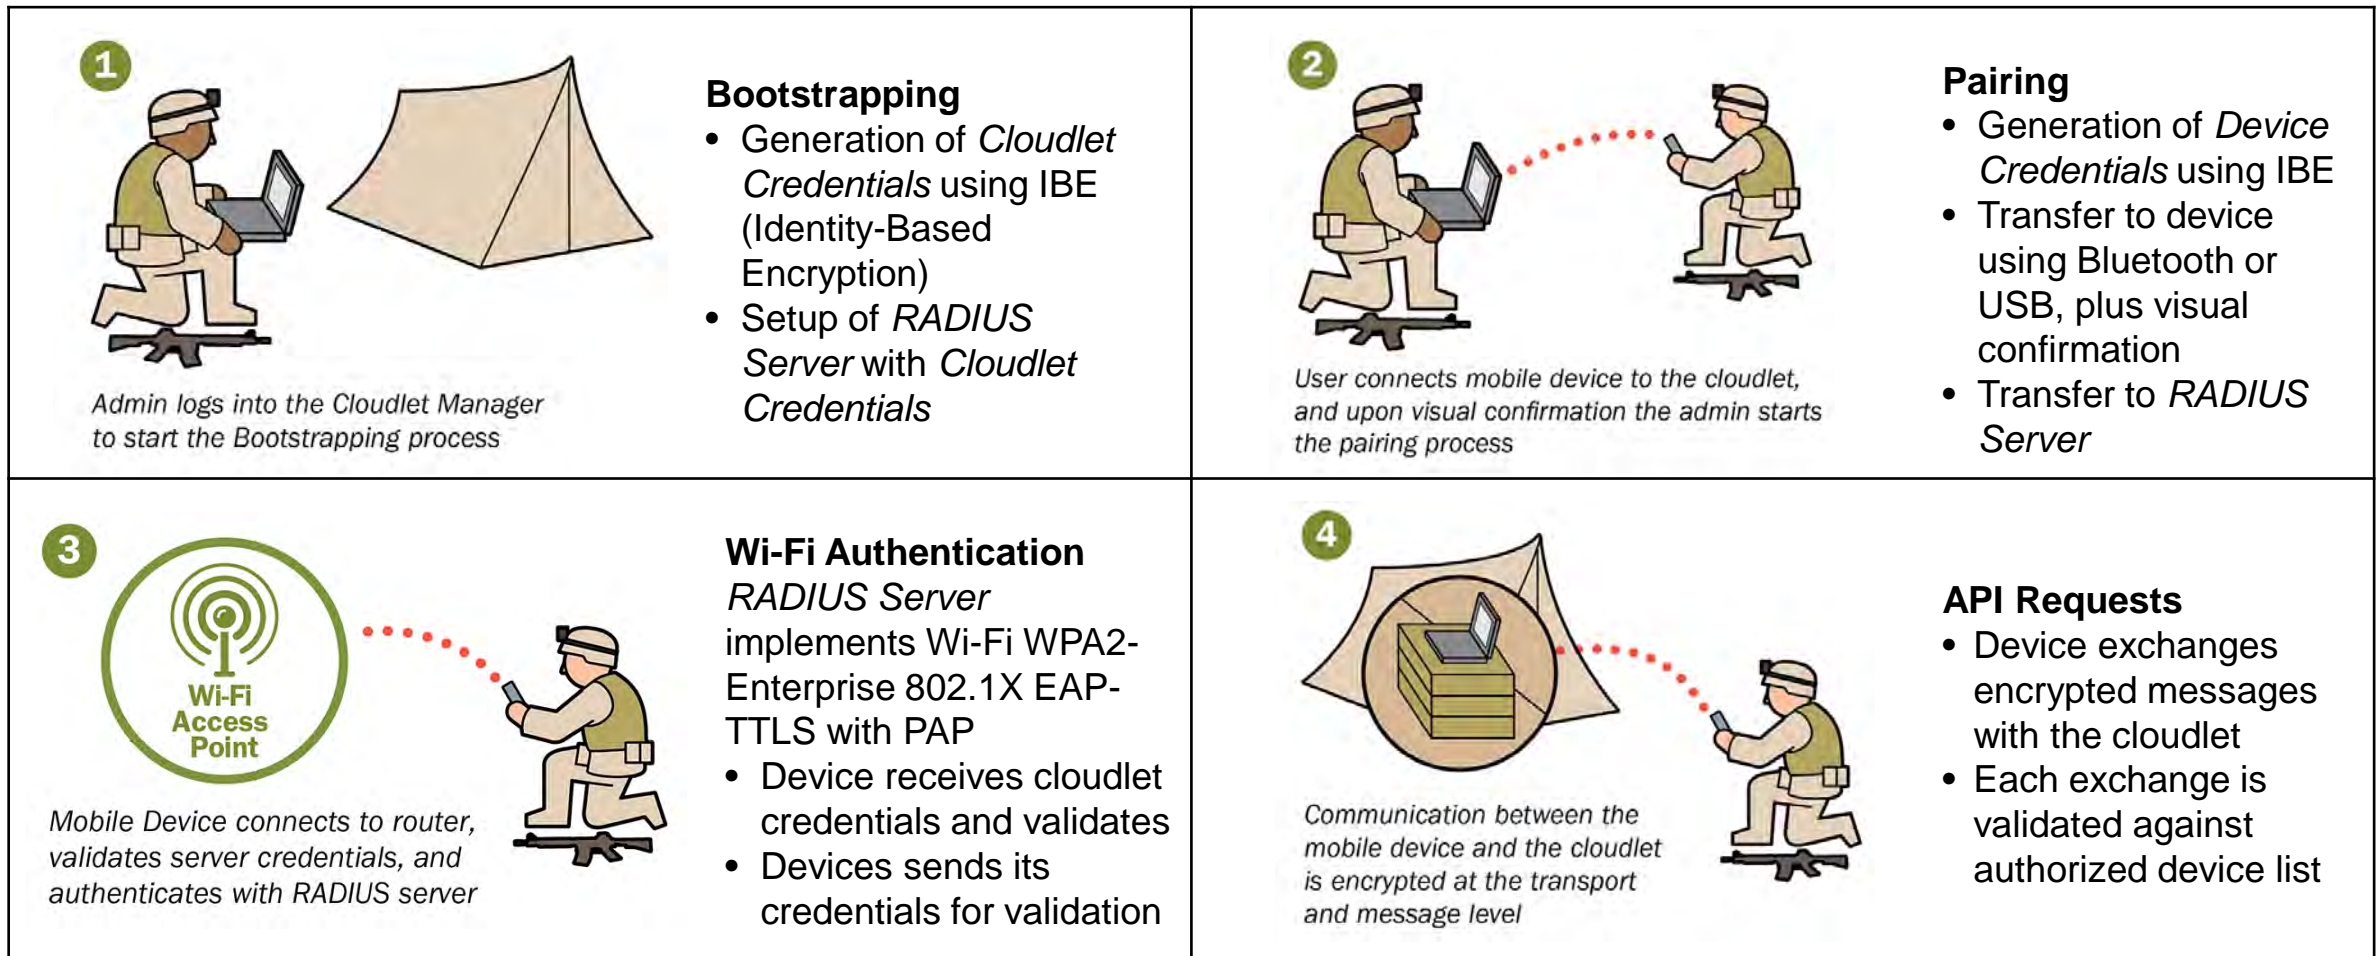 1
Bootstrapping
• Generation of Cloudlet
Credentials using IBE
(Identity-Based
Encryption)
• Setup of RADIUS
Server with Cloudlet
Credentials
Admin logs into the Cloudlet Manager
to start the Bootstrapping process
2
Pairing
• Generation of Device
Credentials using IBE
• Transfer to device
using Bluetooth or
USB, plus visual
confirmation
• Transfer to RADIUS
Server
User connects mobile device to the cloudlet,
and upon visual confirmation the admin starts
the pairing process
3
Wi-Fi
Access
Point
Wi-Fi Authentication
RADIUS Server
implements Wi-Fi WPA2-
Enterprise 802.1X EAP-
TTLS with PAP
• Device receives cloudlet
credentials and validates
• Devices sends its
credentials for validation
Mobile Device connects to router,
validates server credentials, and
authenticates with RADIUS server
4
API Requests
• Device exchanges
encrypted messages
with the cloudlet
• Each exchange is
validated against
authorized device list
Communication between the
mobile device and the cloudlet
is encrypted at the transport
and message level